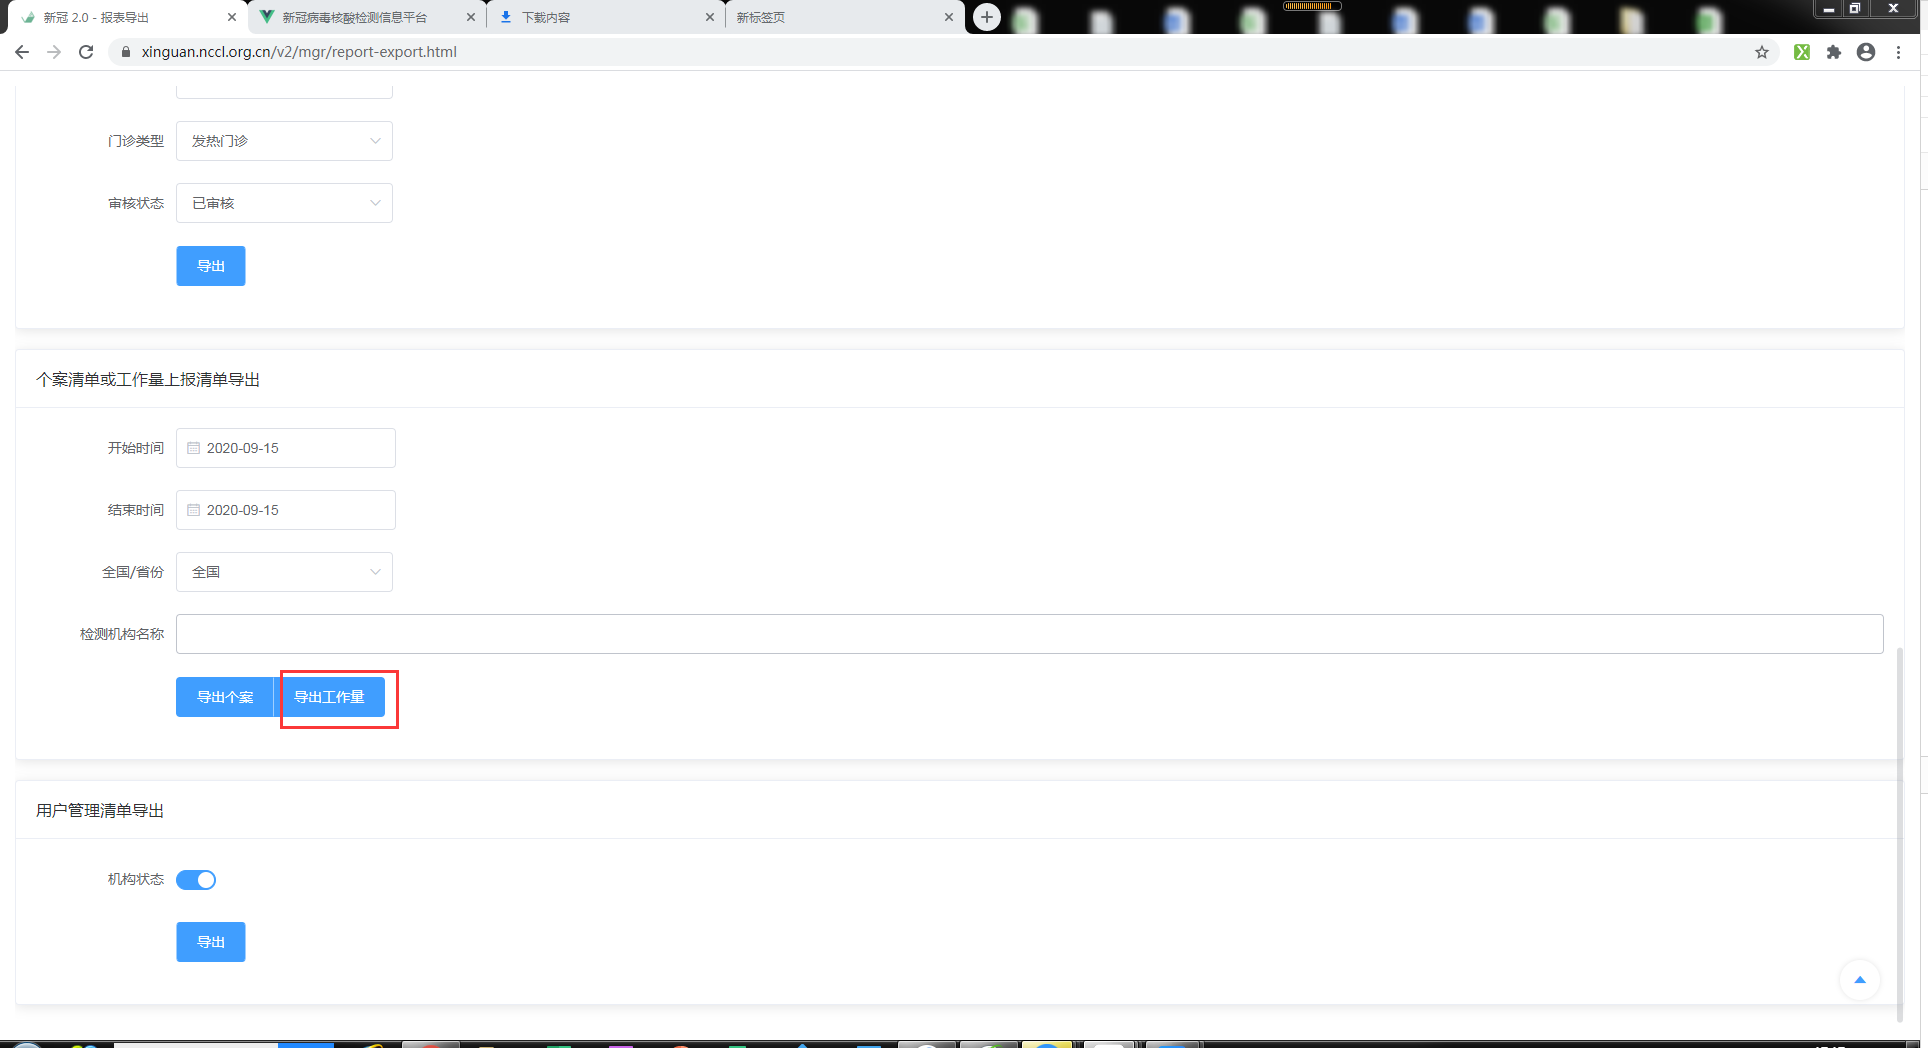 新冠 2.0 - 报表导出
新冠病毒核酸检测信息平台
下载内容
新标签页
xinguan.nccl.org.cn/v2/mgr/report-export.html
门诊类型 发热门诊
审核状态 已审核
导出
个案清单或工作量上报清单导出
开始时间 2020-09-15
结束时间 2020-09-15
全国/省份 全国
检测机构名称
导出个案 导出工作量
用户管理清单导出
机构状态
导出